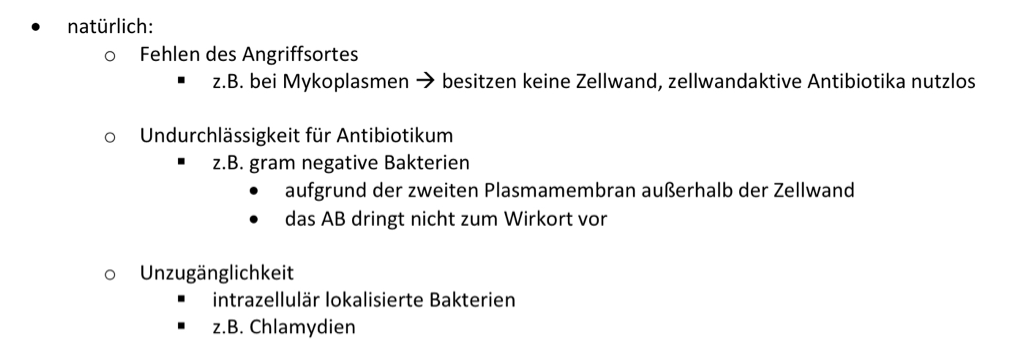 • natürlich:
o Fehlen des Angriffsortes
▪ z.B. bei Mykoplasmen → besitzen keine Zellwand, zellwandaktive Antibiotika nutzlos
o Undurchlässigkeit für Antibiotikum
▪ z.B. gram negative Bakterien
• aufgrund der zweiten Plasmamembran außerhalb der Zellwand
• das AB dringt nicht zum Wirkort vor
o Unzugänglichkeit
▪ intrazellulär lokalisierte Bakterien
▪ z.B. Chlamydien